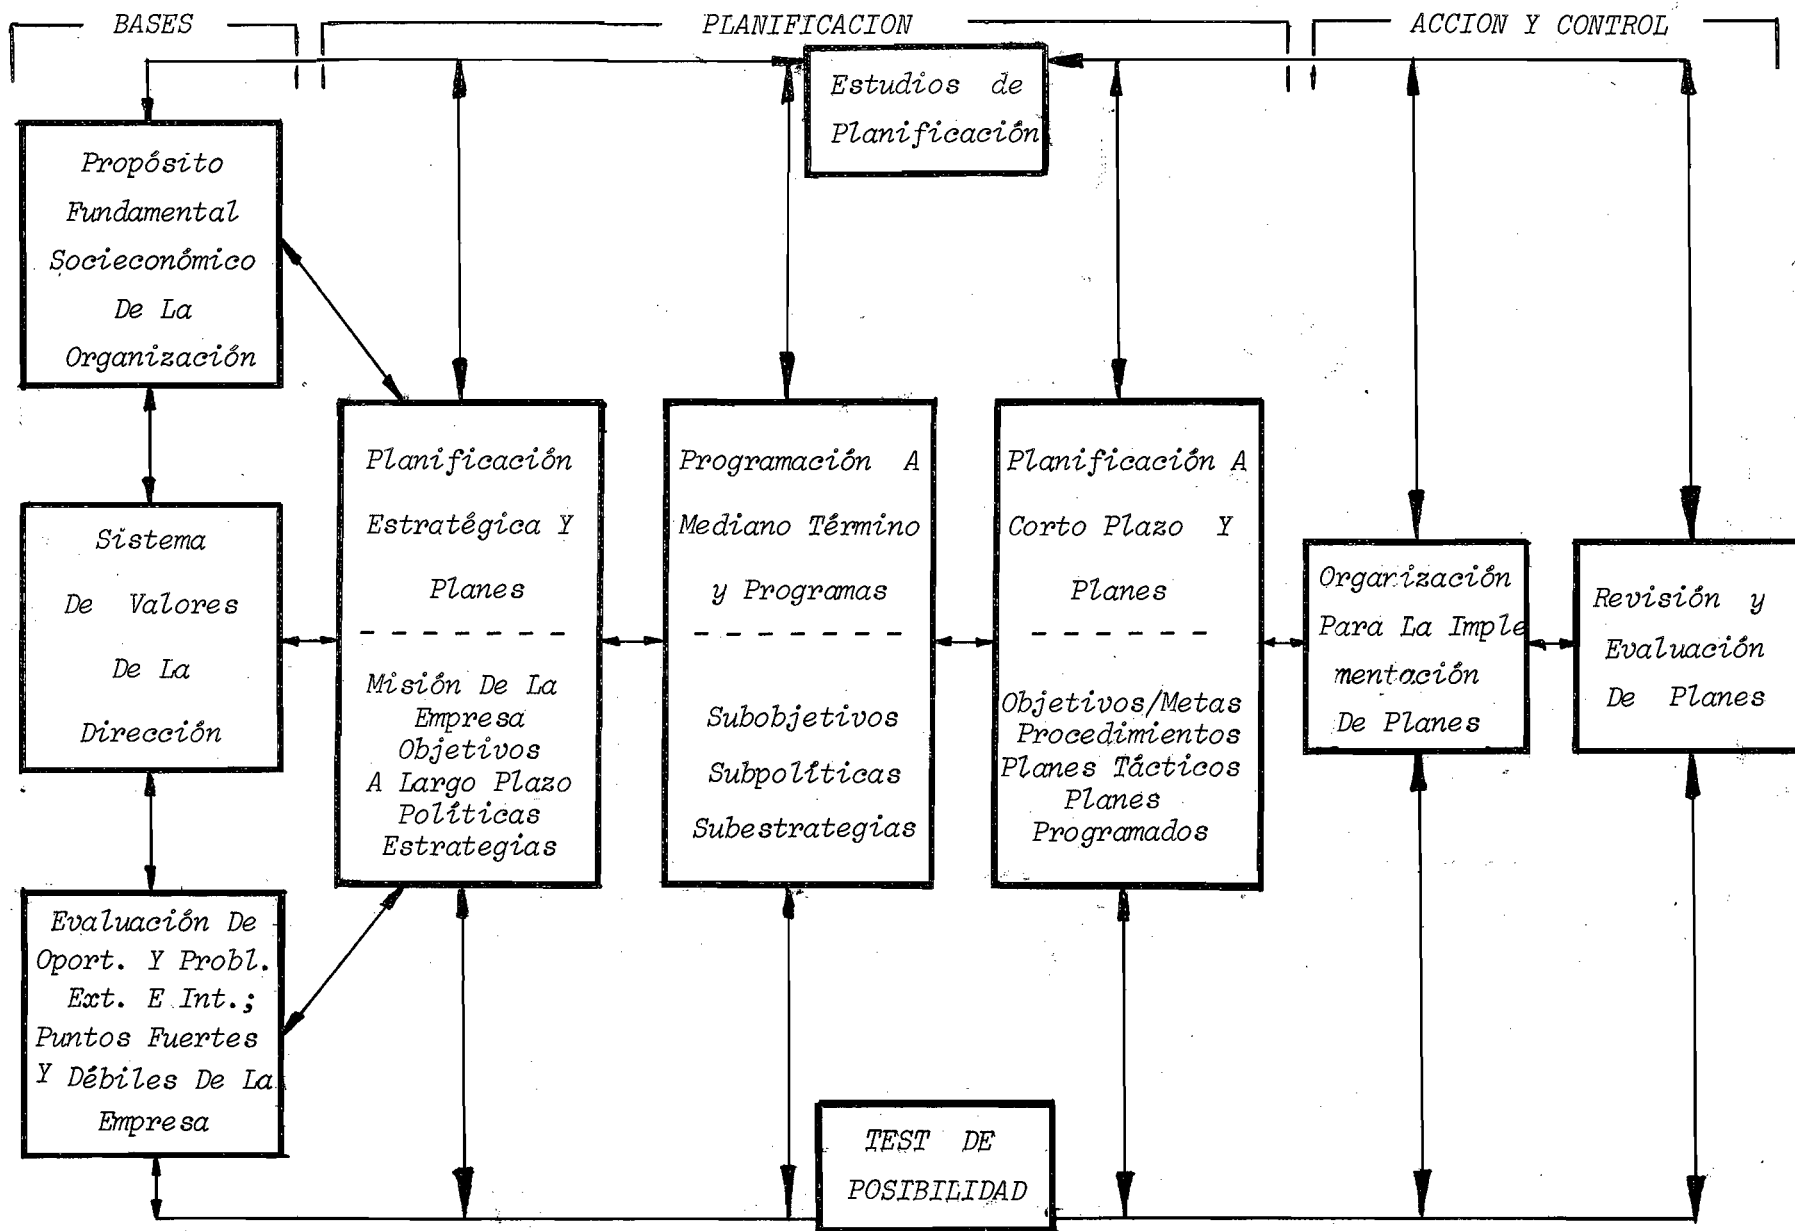 BASES
PLANIFICACION
ACCION Y CONTROL
Estudios de
Planificación
Propósito
Fundamental
Socieconómico
De La
Organización
Sistema
De Valores
De La
Dirección
Evaluación De
Oport. Y Probl.
Ext. E Int.;
Puntos Fuertes
Y Débiles De La
Empresa
Planificación
Estratégica Y
Planes
Misión De La
Empresa
Objetivos
A Largo Plazo
Políticas
Estrategias
Programación A
Mediano Término
y Programas
Subobjetivos
Subpolíticas
Subestrategias
Planificación A
Corto Plazo Y
Planes
Objetivos/Metas
Procedimientos
Planes Tácticos
Planes
Programados
Organización
Para La Imple
mentación
De Planes
Revisión y
Evaluación
De Planes
TEST DE
POSIBILIDAD